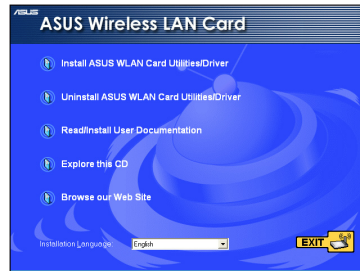 ASUS
ASUS Wireless LAN Card
Install ASUS WLAN Card Utilities/Driver
Uninstall ASUS WLAN Card Utilities/Driver
Read/Install User Documentation
Explore this CD
Browse our Web Site
Installation Language: English
EXIT